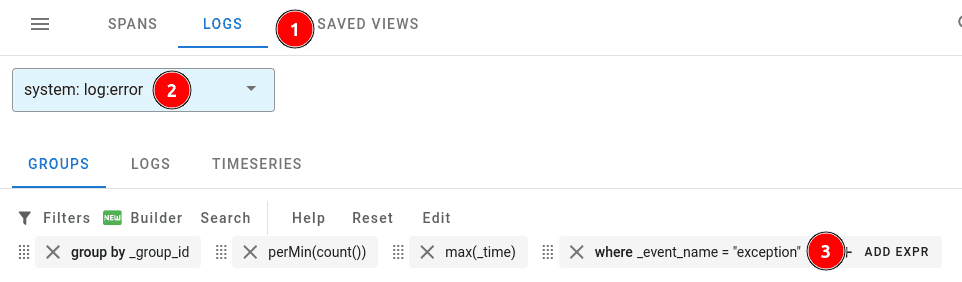 SPANS LOGS 1 SAVED VIEWS
system: log:error 2
GROUPS LOGS TIMESERIES
Filters NEW Builder Search Help Reset Edit
group by _group_id perMin(count()) max(_time) where _event_name = "exception" 3 + ADD EXPR